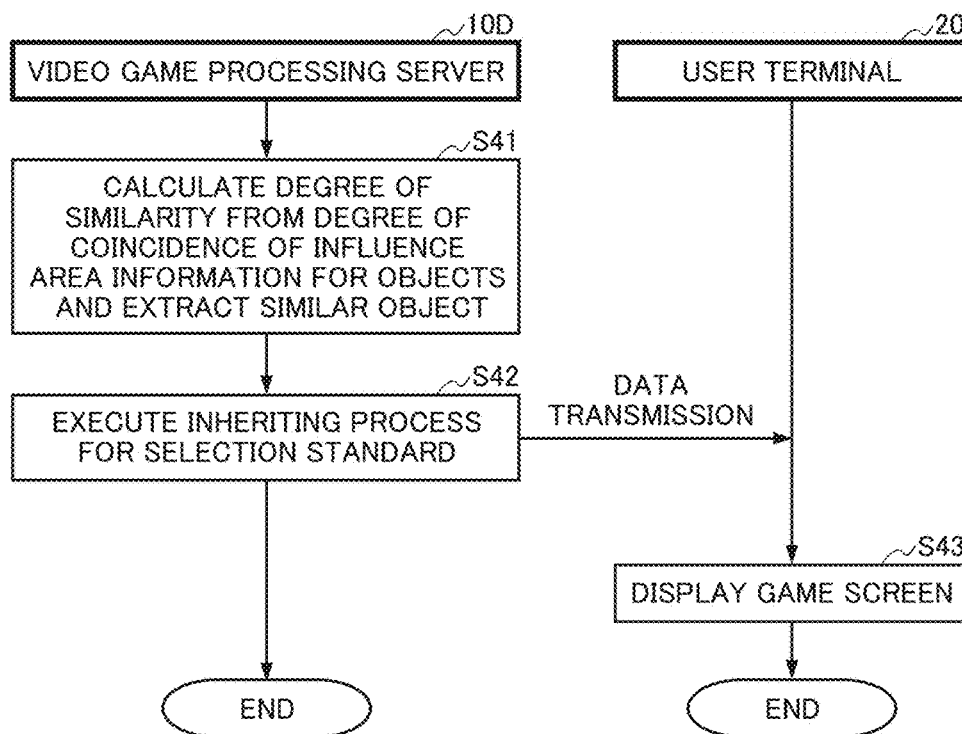 10D
VIDEO GAME PROCESSING SERVER
20
USER TERMINAL
S41
CALCULATE DEGREE OF
SIMILARITY FROM DEGREE OF
COINCIDENCE OF INFLUENCE
AREA INFORMATION FOR OBJECTS
AND EXTRACT SIMILAR OBJECT
S42
EXECUTE INHERITING PROCESS
FOR SELECTION STANDARD
DATA
TRANSMISSION
S43
DISPLAY GAME SCREEN
END
END